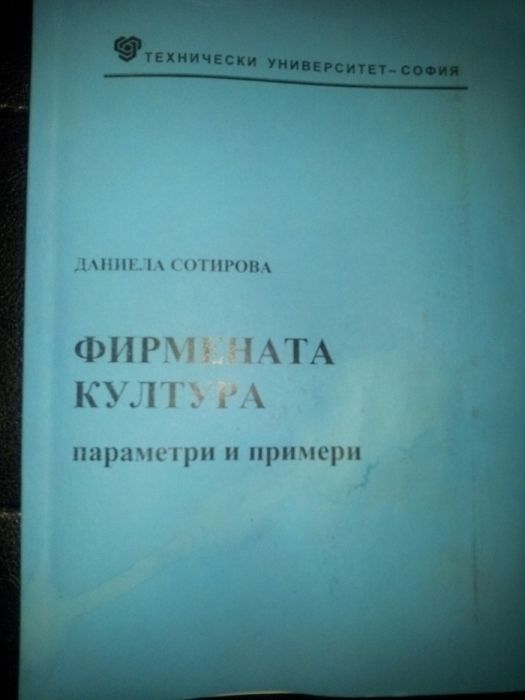 ТЕХНИЧЕСКИ УНИВЕРСИТЕТ – СОФИЯ
ДАНИЕЛА СОТИРОВА
ФИРМЕНАТА
КУЛТУРА
параметри и примери